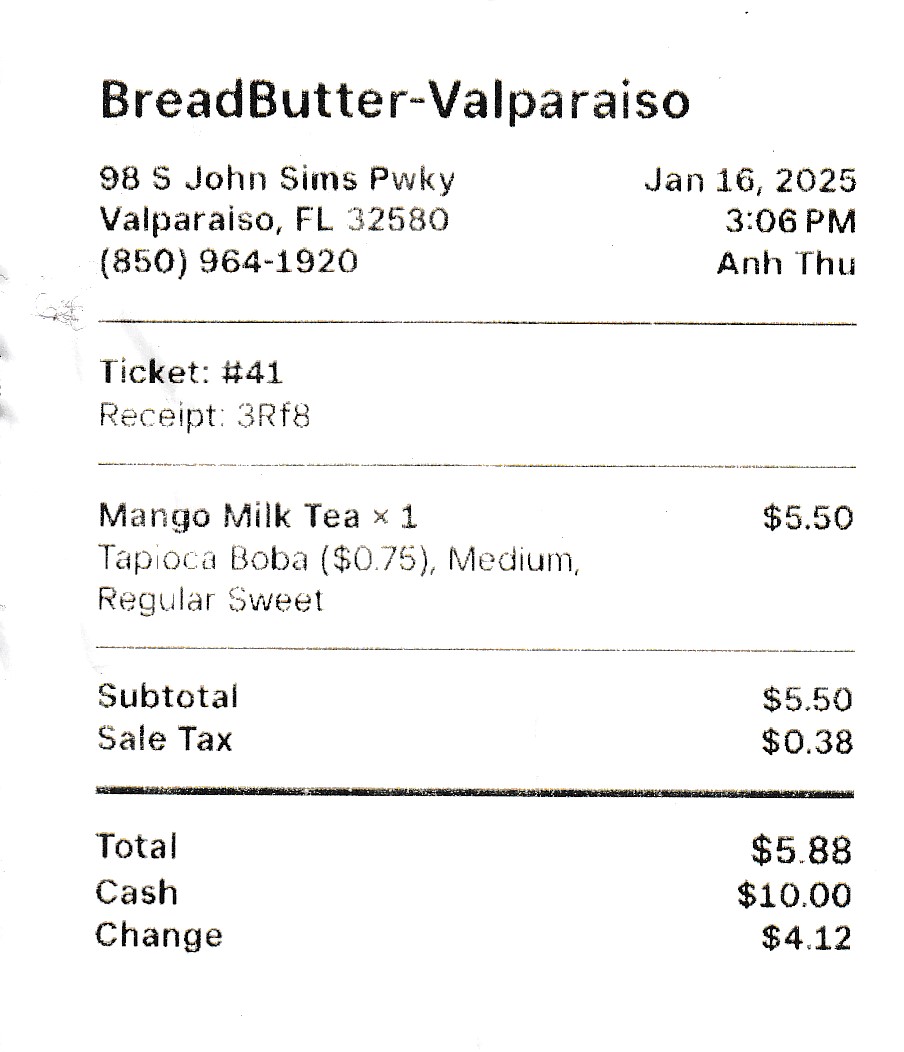 BreadButter-Valparaiso
98 S John Sims Pwky
Jan 16, 2025
Valparaiso, FL 32580
3:06 PM
(850) 964-1920
Anh Thu
Ticket: #41
Receipt: 3Rf8
Mango Milk Tea × 1 $5.50
Tapioca Boba ($0.75), Medium,
Regular Sweet
Subtotal $5.50
Sale Tax $0.38
Total $5.88
Cash $10.00
Change $4.12